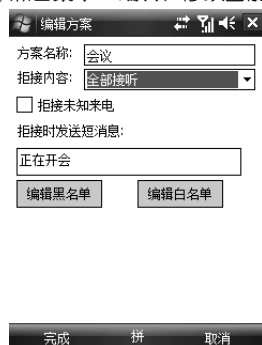 编辑方案
方案名称: 会议
拒接内容: 全部接听
拒接未知来电
拒接时发送短消息:
正在开会
编辑黑名单 编辑白名单
完成 拼 取消